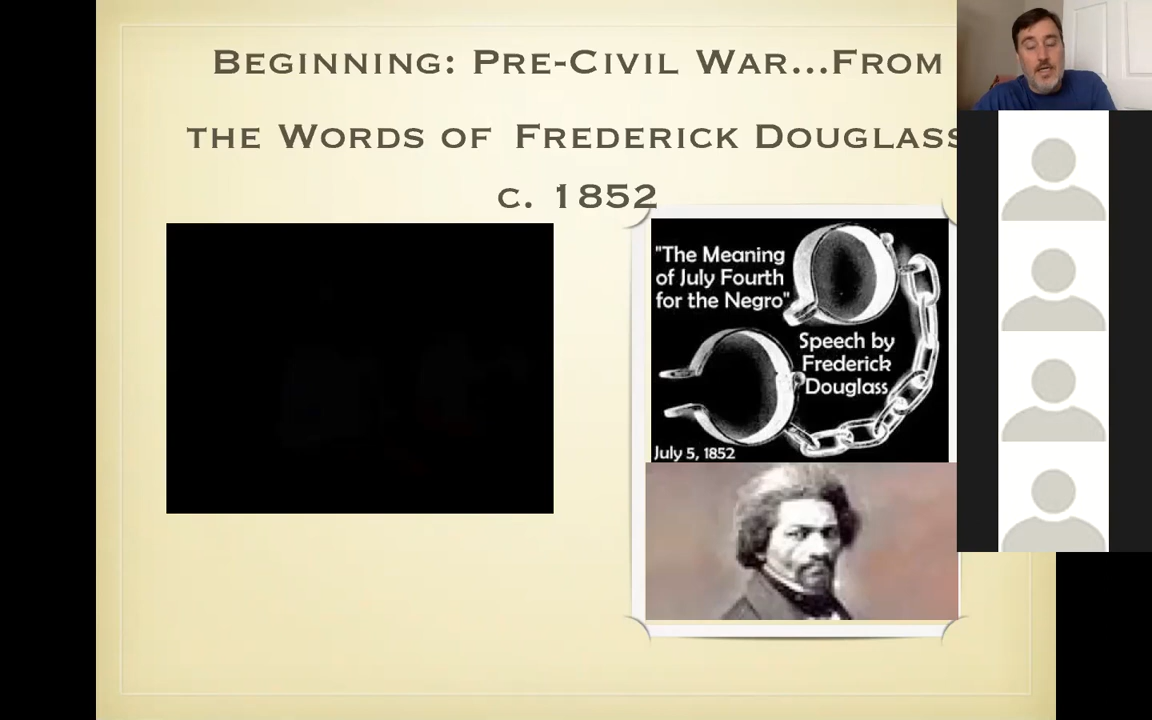 Beginning: Pre-Civil War...From
the Words of Frederick Douglass
c. 1852
"The Meaning
of July Fourth
for the Negro"
Speech by
Frederick
Douglass
July 5, 1852